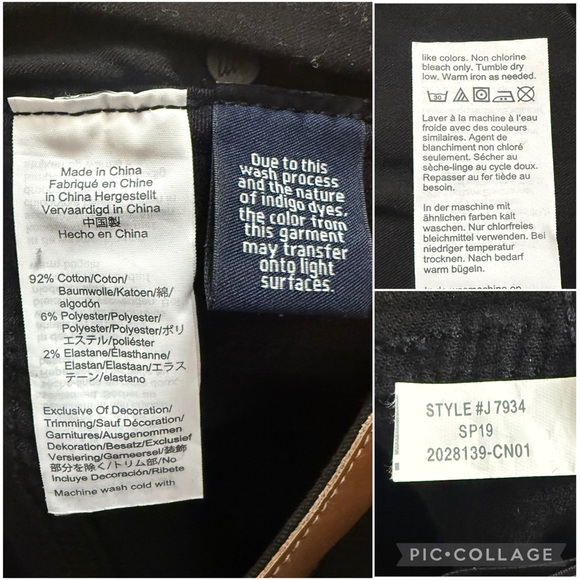 Made in China
Fabriqué en Chine
in China Hergestellt
Vervaardigd in China
中国製
Hecho en China
92% Cotton/Coton/
Baumwolle/Katoen/綿/
algodón
6% Polyester/Polyester/
Polyester/Polyester/ポリ
エステル/poliéster
2% Elastane/Élasthanne/
Elastan/Elastaan/エラス
テーン/elastano
Exclusive Of Decoration/
Trimming/Sauf Décoration/
Garnitures/Ausgenommen
Dekoration/Besatz/Exclusief
Versiering/Garneersel/装飾
部分を除く/トリム部/No
Incluye Decoración/Ribete
Machine wash cold with
Due to this
wash process
and the nature
of indigo dyes,
the color from
this garment
may transfer
onto light
surfaces.
like colors. Non chlorine
bleach only. Tumble dry
low. Warm iron as needed.
30
Laver à la machine à l'eau
froide avec des couleurs
similaires. Agent de
blanchiment non chloré
seulement. Sécher au
sèche-linge au cycle doux.
Repasser au fer tiède au
besoin.
In der maschine mit
ähnlichen farben kalt
waschen. Nur chlorfreies
bleichmittel verwenden. Bei
niedriger temperatur
trocknen. Nach bedarf
warm bügeln.
In de wasmachine op
STYLE #J7934
SP19
2028139-CN01
PIC•COLLAGE